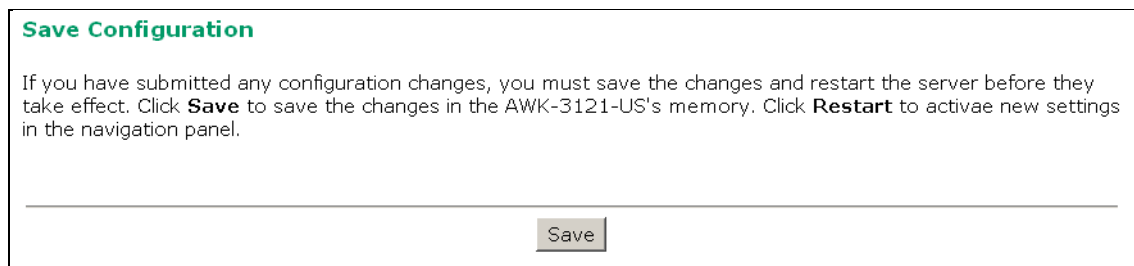 Save Configuration
If you have submitted any configuration changes, you must save the changes and restart the server before they
take effect. Click Save to save the changes in the AWK-3121-US's memory. Click Restart to activae new settings
in the navigation panel.
Save